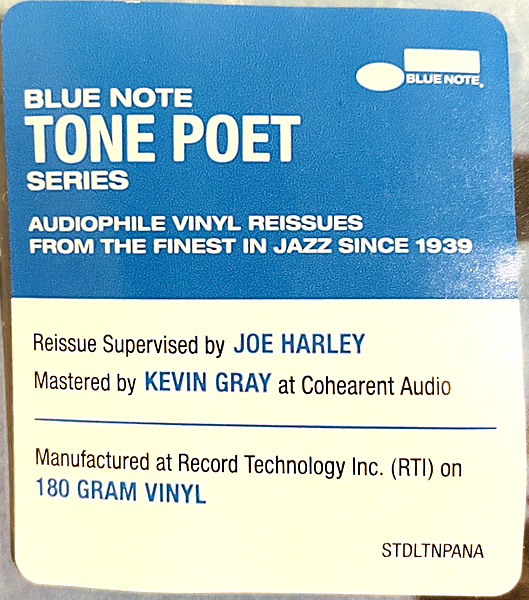 BLUE NOTE.
BLUE NOTE
TONE POET
SERIES
AUDIOPHILE VINYL REISSUES
FROM THE FINEST IN JAZZ SINCE 1939
Reissue Supervised by JOE HARLEY
Mastered by KEVIN GRAY at Cohearent Audio
Manufactured at Record Technology Inc. (RTI) on
180 GRAM VINYL
STDLTNPANA